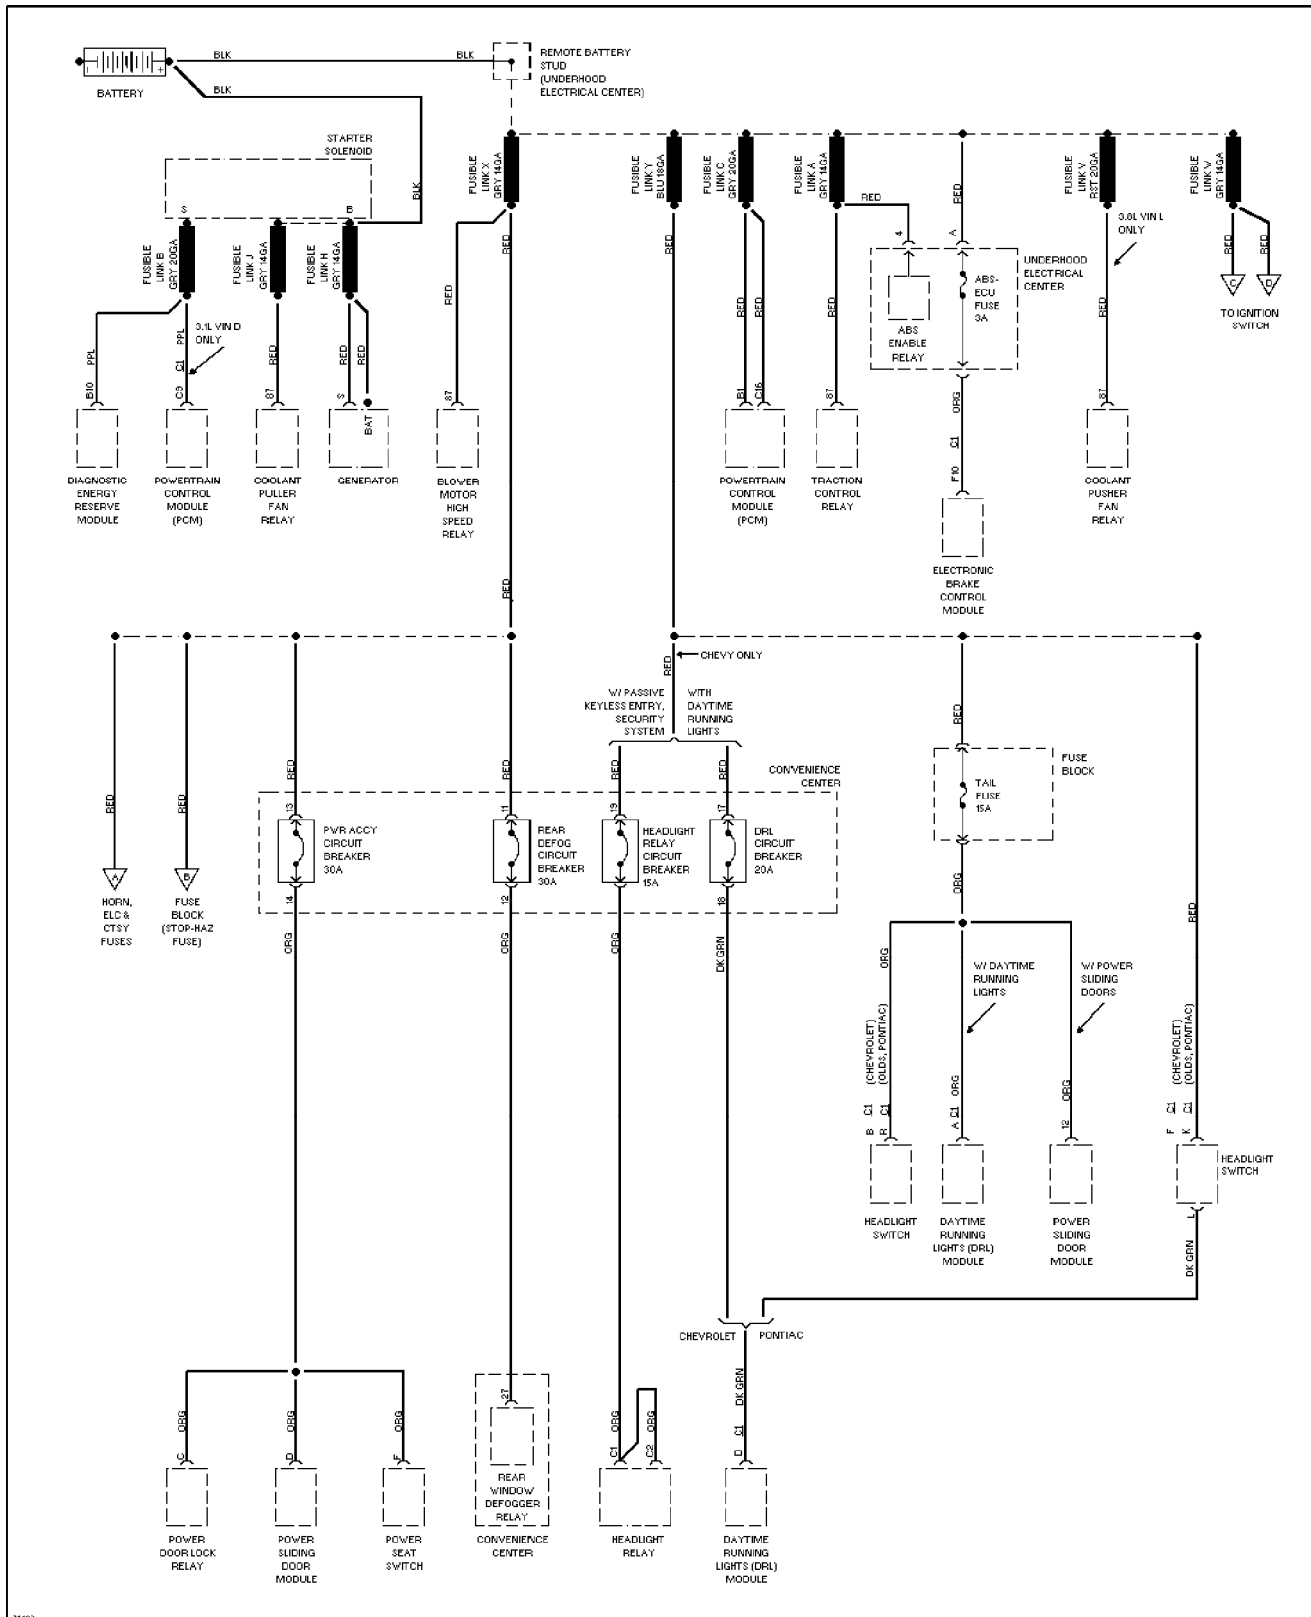 BLK
BLK
REMOTE BATTERY
STUD
(UNDERHOOD
ELECTRICAL CENTER)
BATTERY
BLK
STARTER
SOLENOID
BLK
S
B
FUSIBLE
LINK X
GRY 14GA
FUSIBLE
LINK Y
BLU 18GA
FUSIBLE
LINK C
GRY 20GA
FUSIBLE
LINK A
GRY 14GA
RED
RED
FUSIBLE
LINK V
RST 20GA
FUSIBLE
LINK W
GRY 14GA
FUSIBLE
LINK B
GRY 20GA
FUSIBLE
LINK J
GRY 14GA
FUSIBLE
LINK H
GRY 14GA
RED
RED
4
A
3.8L VIN L
ONLY
RED
RED
UNDERHOOD
ELECTRICAL
CENTER
ABS-
ECU
FUSE
3A
ABS
ENABLE
RELAY
C
D
TO IGNITION
SWITCH
3.1L VIN D
ONLY
PPL
PPL
C1
RED
RED
RED
RED
RED
RED
RED
RED
B10
C3
87
S
BAT
87
B1
C16
87
ORG
C1
F10
87
DIAGNOSTIC
ENERGY
RESERVE
MODULE
POWERTRAIN
CONTROL
MODULE
(PCM)
COOLANT
PULLER
FAN
RELAY
GENERATOR
BLOWER
MOTOR
HIGH
SPEED
RELAY
POWERTRAIN
CONTROL
MODULE
(PCM)
TRACTION
CONTROL
RELAY
COOLANT
PUSHER
FAN
RELAY
ELECTRONIC
BRAKE
CONTROL
MODULE
RED
RED
CHEVY ONLY
W/ PASSIVE
KEYLESS ENTRY,
SECURITY
SYSTEM
WITH
DAYTIME
RUNNING
LIGHTS
RED
FUSE
BLOCK
TAIL
FUSE
15A
CONVENIENCE
CENTER
RED
RED
RED
RED
RED
RED
13
11
19
17
PWR ACCY
CIRCUIT
BREAKER
30A
REAR
DEFOG
CIRCUIT
BREAKER
30A
HEADLIGHT
RELAY
CIRCUIT
BREAKER
15A
DRL
CIRCUIT
BREAKER
20A
14
12
18
A
B
HORN,
ELC &
CTSY
FUSES
FUSE
BLOCK
(STOP-HAZ
FUSE)
ORG
ORG
ORG
ORG
DK GRN
RED
ORG
W/ DAYTIME
RUNNING
LIGHTS
W/ POWER
SLIDING
DOORS
(CHEVROLET)
(OLDS, PONTIAC)
(CHEVROLET)
(OLDS, PONTIAC)
ORG
ORG
B C1
R C1
A C1
12
F C1
K C1
HEADLIGHT
SWITCH
HEADLIGHT
SWITCH
DAYTIME
RUNNING
LIGHTS (DRL)
MODULE
POWER
SLIDING
DOOR
MODULE
L
DK GRN
CHEVROLET
PONTIAC
DK GRN
C1
D
ORG
ORG
ORG
C
D
F
27
ORG
C1
C2
REAR
WINDOW
DEFOGGER
RELAY
POWER
DOOR LOCK
RELAY
POWER
SLIDING
DOOR
MODULE
POWER
SEAT
SWITCH
CONVENIENCE
CENTER
HEADLIGHT
RELAY
DAYTIME
RUNNING
LIGHTS (DRL)
MODULE